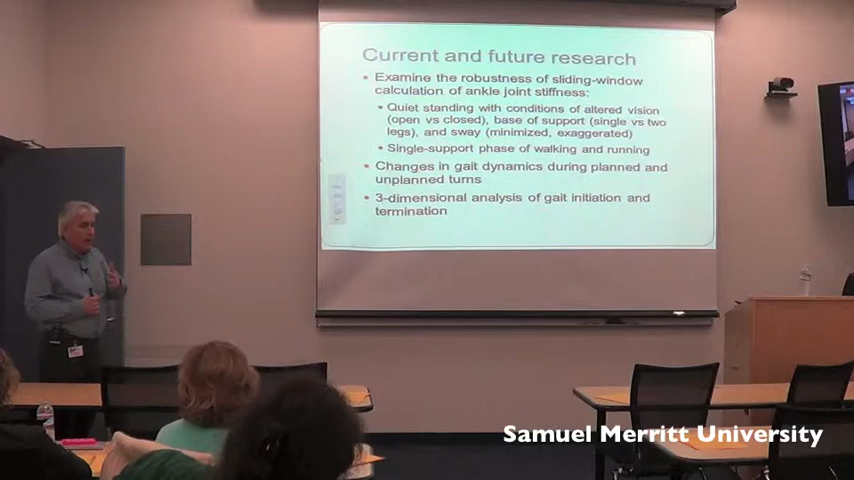 Current and future research
• Examine the robustness of sliding-window
calculation of ankle joint stiffness:
• Quiet standing with conditions of altered vision
(open vs closed), base of support (single vs two
legs), and sway (minimized, exaggerated)
• Single-support phase of walking and running
• Changes in gait dynamics during planned and
unplanned turns
• 3-dimensional analysis of gait initiation and
termination
Samuel Merritt University